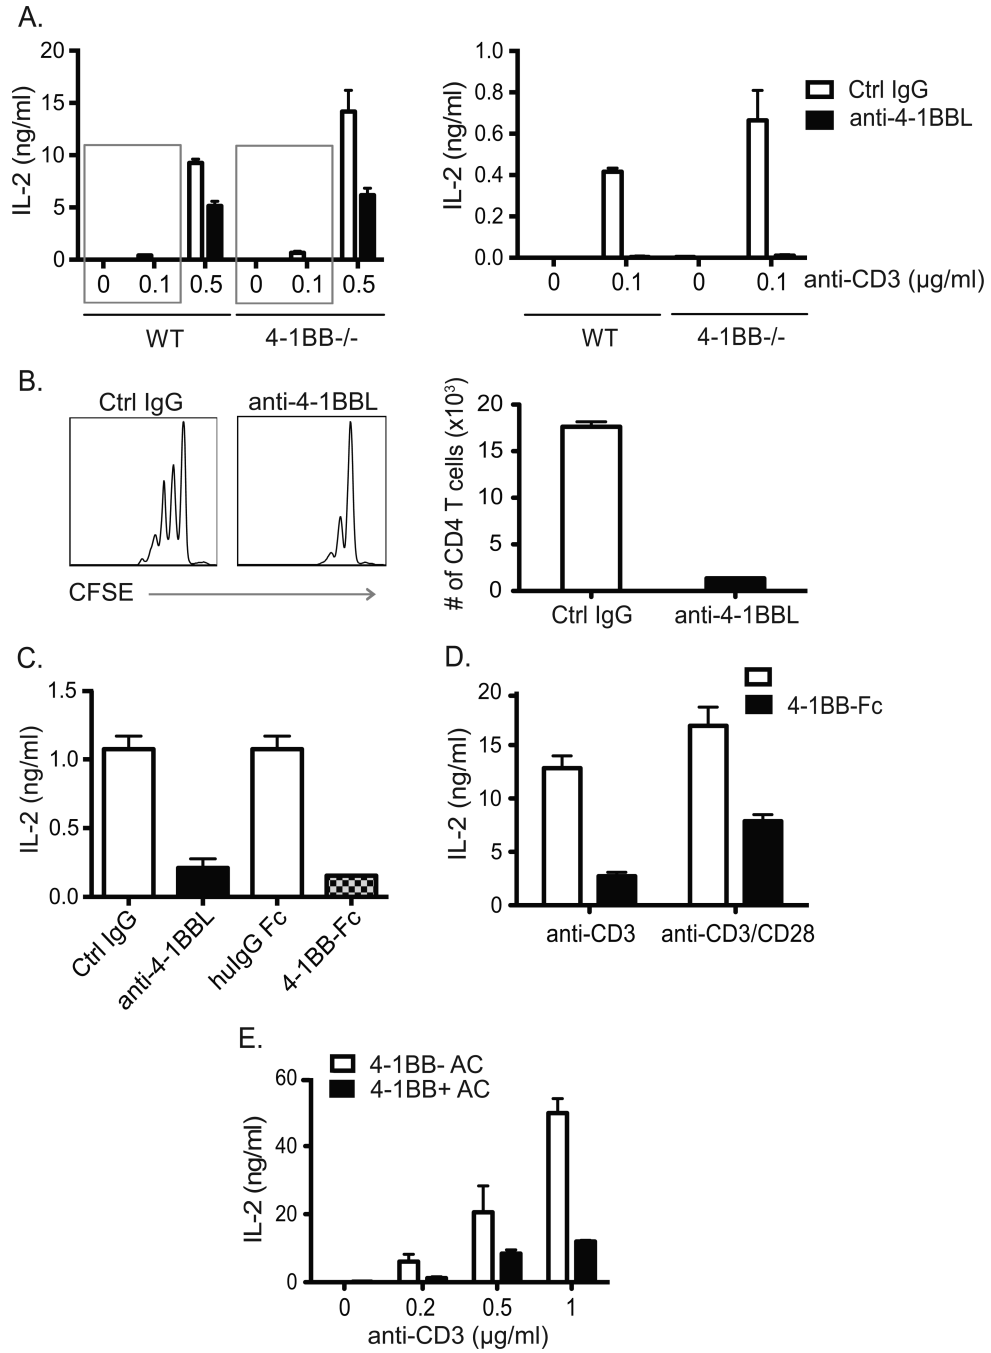 A.
20
15
10
5
0
IL-2 (ng/ml)
0 0.1 0.5 0 0.1 0.5
WT 4-1BB-/-
1.0
0.8
0.6
0.4
0.2
0.0
IL-2 (ng/ml)
0 0.1 0 0.1 anti-CD3 (µg/ml)
WT 4-1BB-/-
Ctrl IgG
anti-4-1BBL
B.
Ctrl IgG anti-4-1BBL
CFSE
# of CD4 T cells (x10³)
20
15
10
5
0
Ctrl IgG anti-4-1BBL
C.
1.5
1.0
0.5
0.0
IL-2 (ng/ml)
Ctrl IgG
anti-4-1BBL
huIgG Fc
4-1BB-Fc
D.
4-1BB-Fc
20
15
10
5
0
IL-2 (ng/ml)
anti-CD3 anti-CD3/CD28
E.
4-1BB- AC
4-1BB+ AC
60
40
20
0
IL-2 (ng/ml)
0 0.2 0.5 1
anti-CD3 (µg/ml)